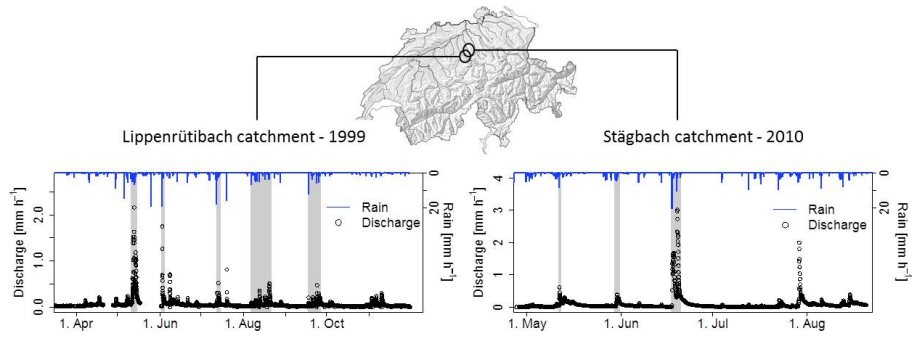 Lippenrütibach catchment - 1999
Stägbach catchment - 2010
Discharge [mm h⁻¹]
0.0 1.0 2.0
Rain
Discharge
0
20
Rain [mm h⁻¹]
1. Apr 1. Jun 1. Aug 1. Oct
Discharge [mm h⁻¹]
0 1 2 3 4
Rain
Discharge
0
20
Rain [mm h⁻¹]
1. May 1. Jun 1. Jul 1. Aug